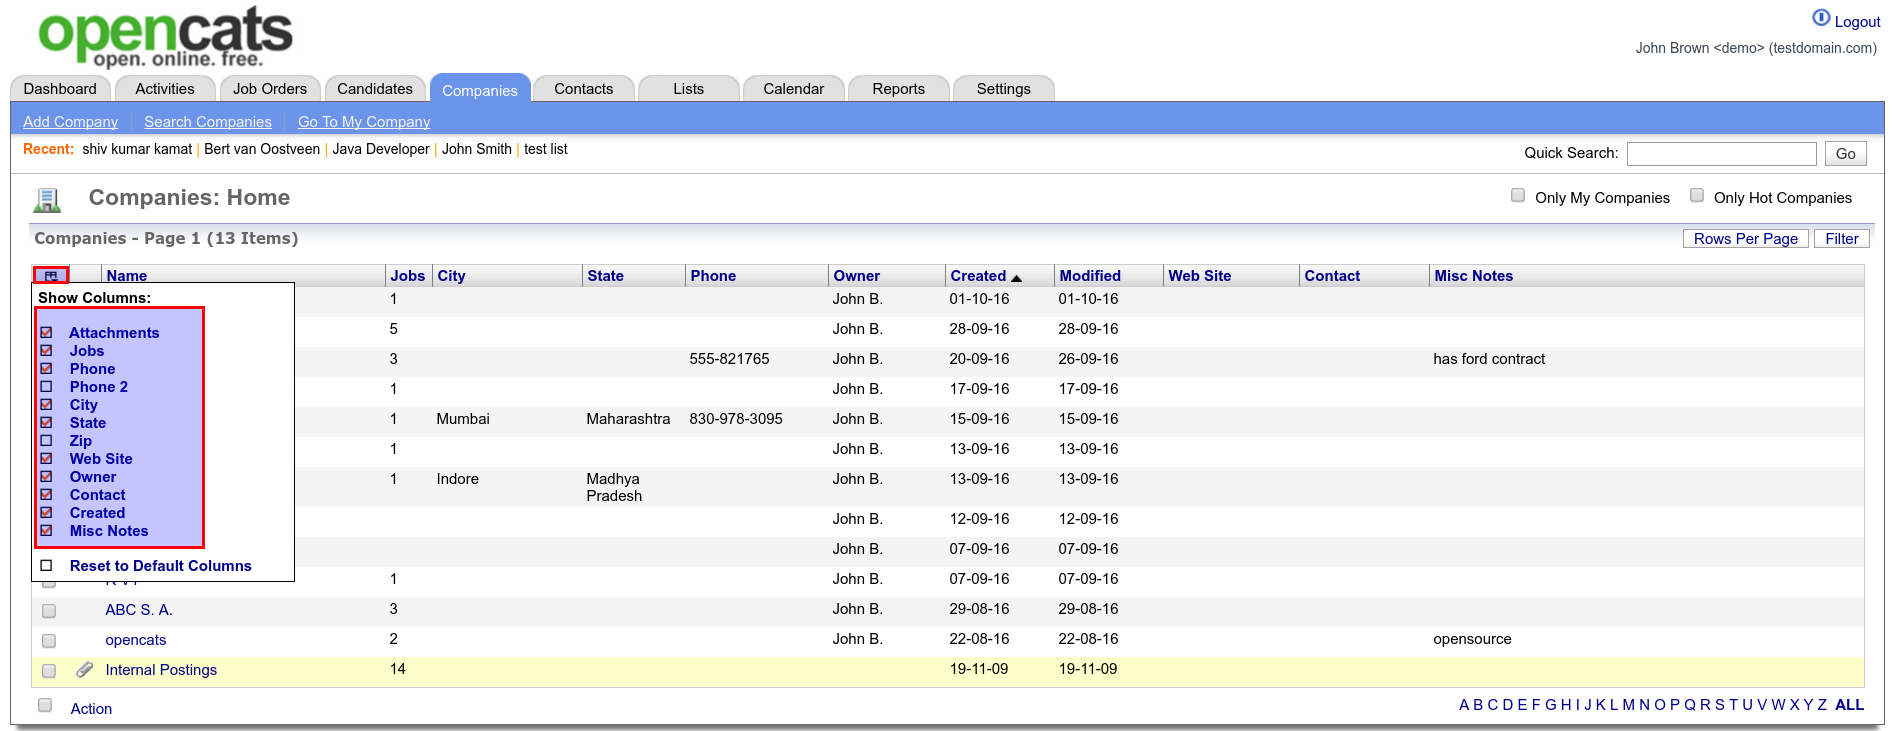 opencats
open. online. free.
Logout
John Brown <demo> (testdomain.com)
Dashboard Activities Job Orders Candidates Companies Contacts Lists Calendar Reports Settings
Add Company Search Companies Go To My Company
Recent: shiv kumar kamat | Bert van Oostveen | Java Developer | John Smith | test list
Quick Search: Go
Companies: Home
Only My Companies Only Hot Companies
Companies - Page 1 (13 Items)
Rows Per Page Filter
Name Jobs City State Phone Owner Created Modified Web Site Contact Misc Notes
Show Columns:
Attachments
Jobs
Phone
Phone 2
City
State
Zip
Web Site
Owner
Contact
Created
Misc Notes
Reset to Default Columns
1 John B. 01-10-16 01-10-16
5 John B. 28-09-16 28-09-16
3 555-821765 John B. 20-09-16 26-09-16 has ford contract
1 John B. 17-09-16 17-09-16
1 Mumbai Maharashtra 830-978-3095 John B. 15-09-16 15-09-16
1 John B. 13-09-16 13-09-16
1 Indore Madhya Pradesh John B. 13-09-16 13-09-16
John B. 12-09-16 12-09-16
John B. 07-09-16 07-09-16
1 John B. 07-09-16 07-09-16
ABC S. A. 3 John B. 29-08-16 29-08-16
opencats 2 John B. 22-08-16 22-08-16 opensource
Internal Postings 14 19-11-09 19-11-09
Action
A B C D E F G H I J K L M N O P Q R S T U V W X Y Z ALL